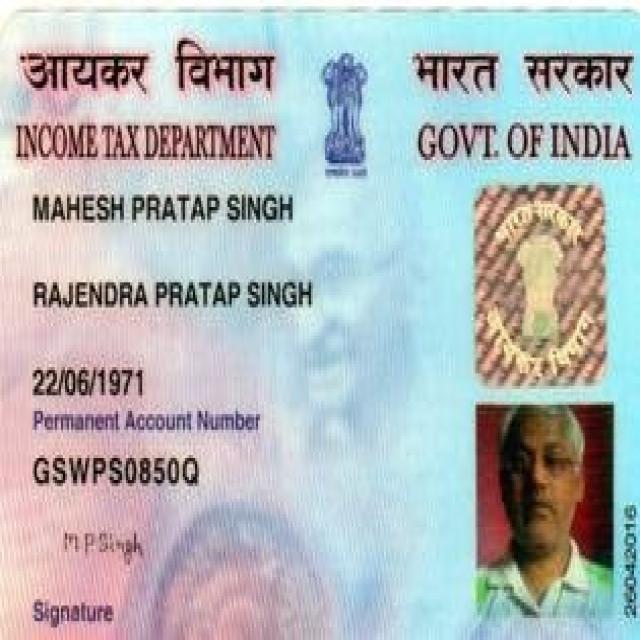 आयकर विभाग
भारत सरकार
INCOME TAX DEPARTMENT
GOVT. OF INDIA
MAHESH PRATAP SINGH
RAJENDRA PRATAP SINGH
22/06/1971
Permanent Account Number
GSWPS0850Q
M P Singh
Signature
26042016